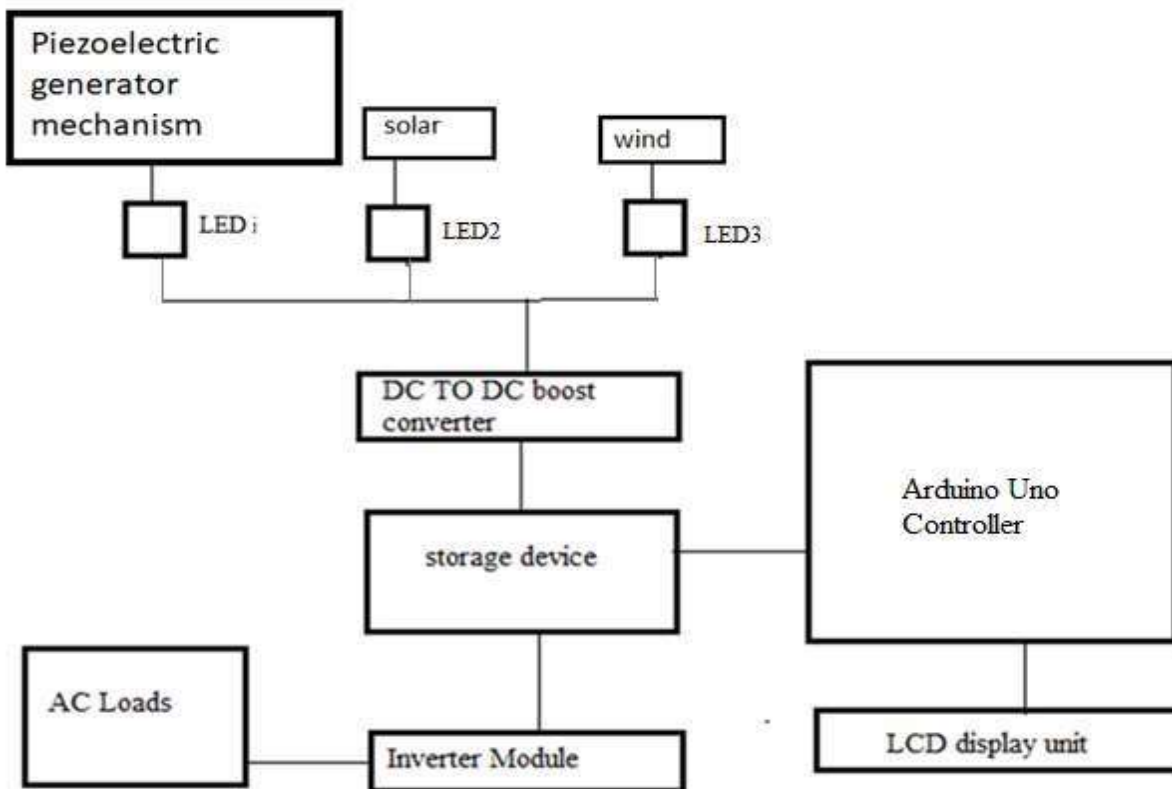 Piezoelectric
generator
mechanism
solar
wind
LED i
LED2
LED3
DC TO DC boost
converter
Arduino Uno
Controller
storage device
AC Loads
Inverter Module
LCD display unit